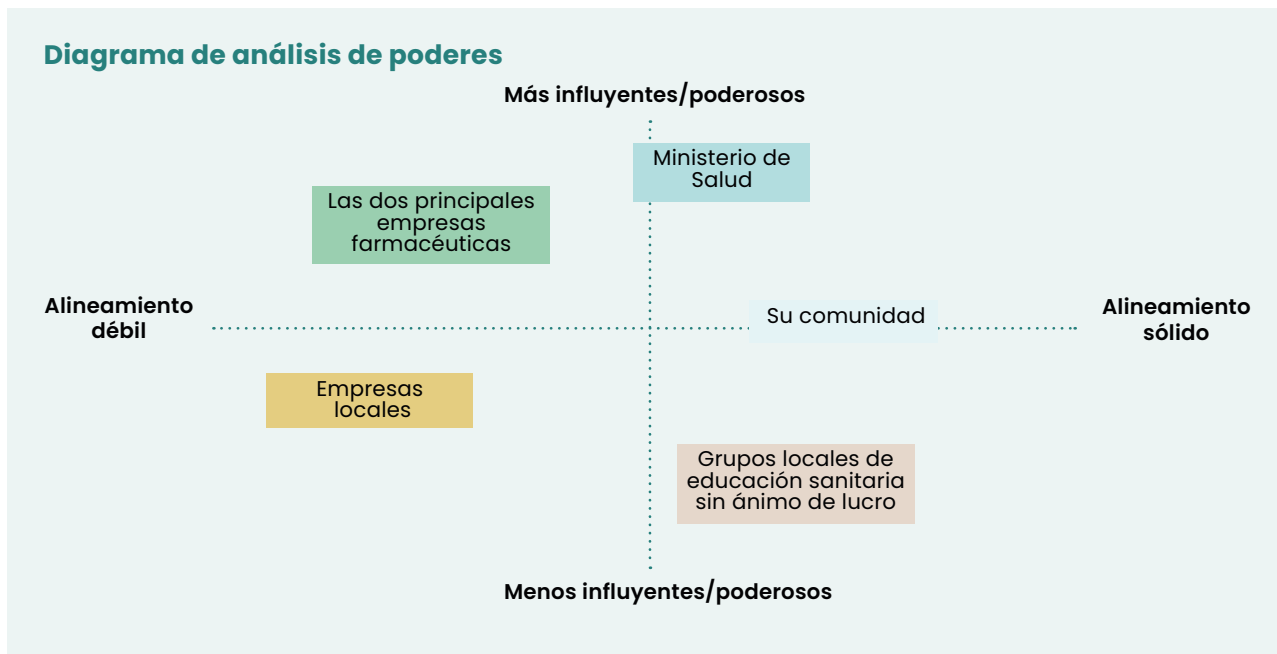 Diagrama de análisis de poderes
Más influyentes/poderosos
Ministerio de
Salud
Las dos principales
empresas
farmacéuticas
Alineamiento
débil
Su comunidad
Alineamiento
sólido
Empresas
locales
Grupos locales de
educación sanitaria
sin ánimo de lucro
Menos influyentes/poderosos